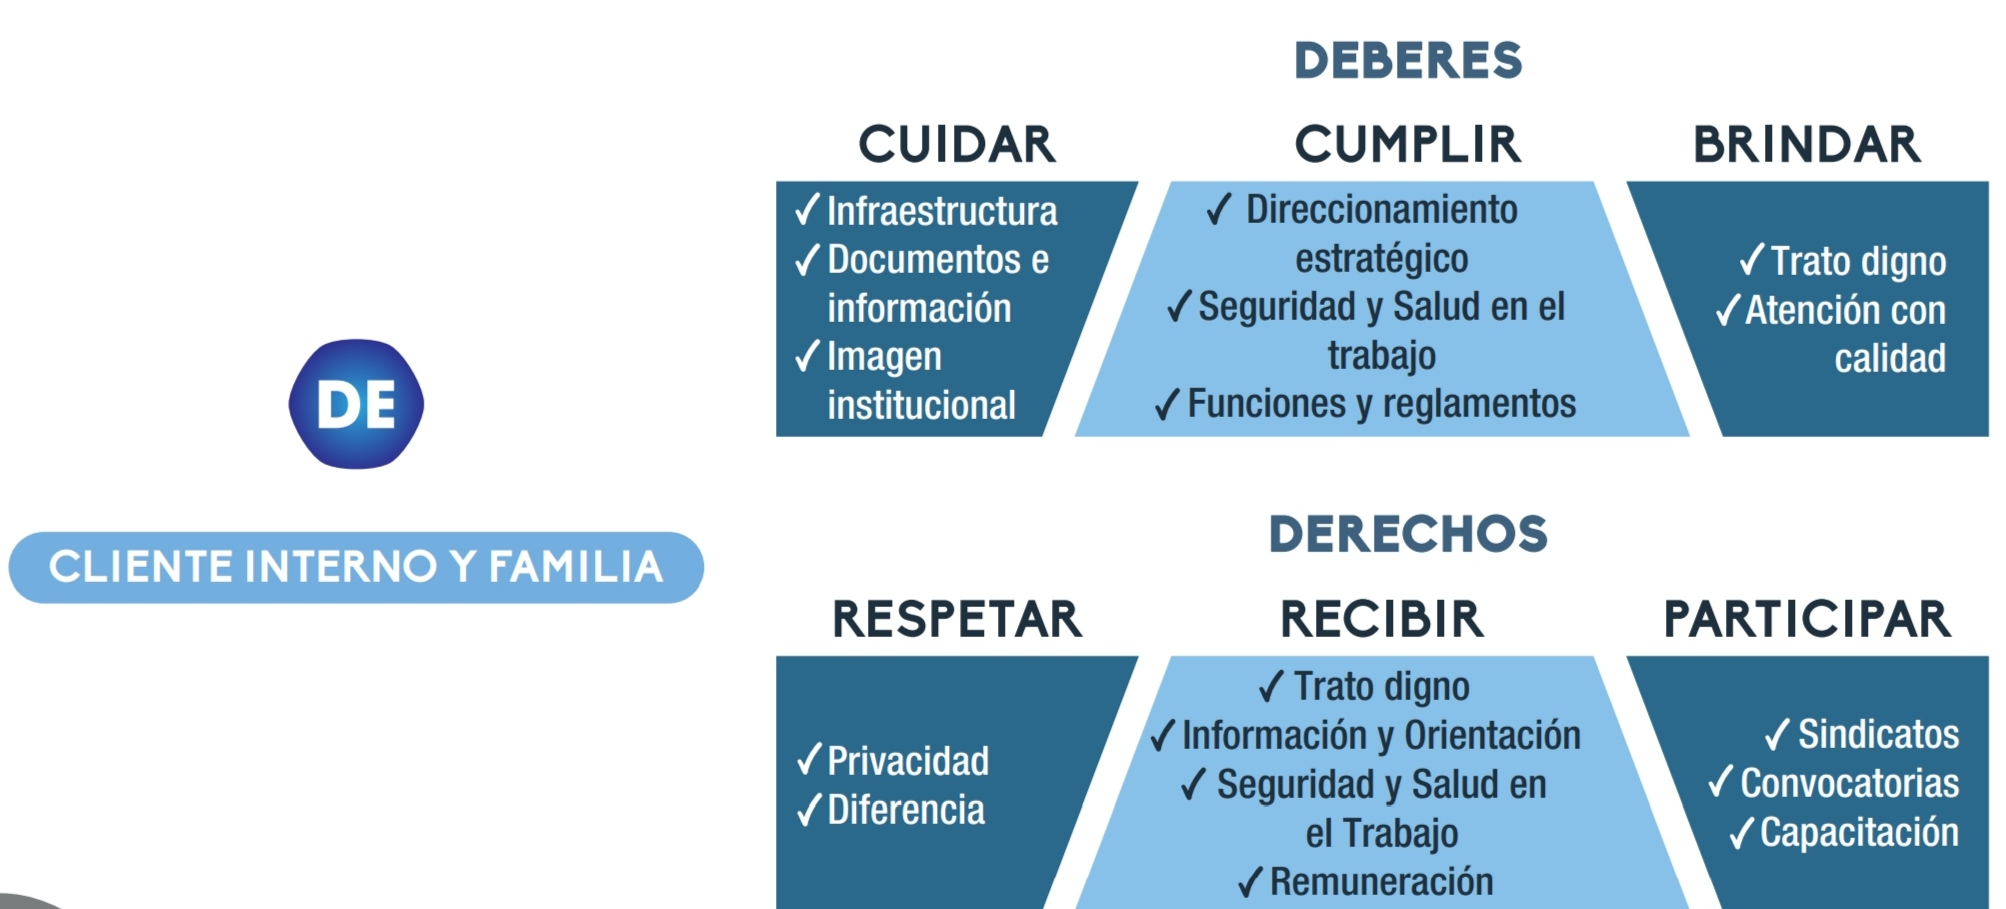 DE
CLIENTE INTERNO Y FAMILIA
DEBERES
CUIDAR
✓ Infraestructura
✓ Documentos e
información
✓ Imagen
institucional
CUMPLIR
✓ Direccionamiento
estratégico
✓ Seguridad y Salud en el
trabajo
✓ Funciones y reglamentos
BRINDAR
✓ Trato digno
✓ Atención con
calidad
DERECHOS
RESPETAR
✓ Privacidad
✓ Diferencia
RECIBIR
✓ Trato digno
✓ Información y Orientación
✓ Seguridad y Salud en
el Trabajo
✓ Remuneración
PARTICIPAR
✓ Sindicatos
✓ Convocatorias
✓ Capacitación